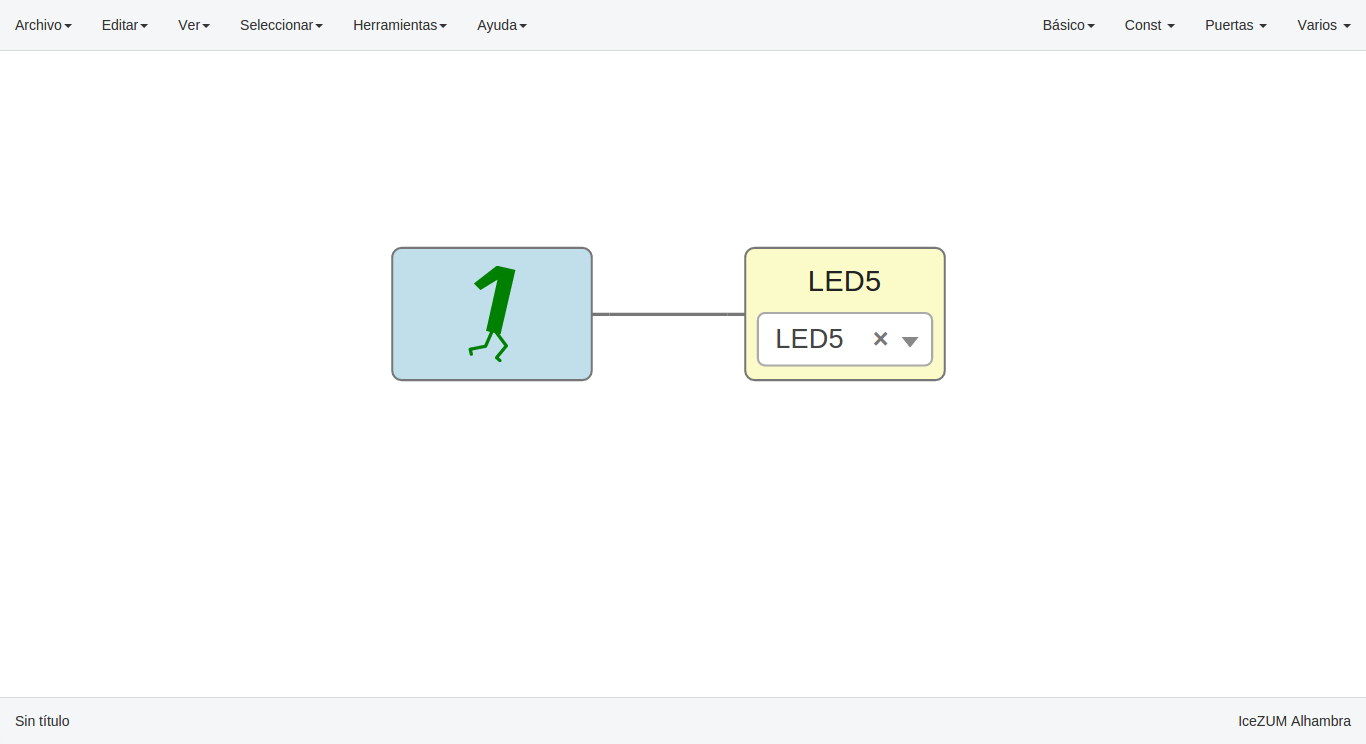 Archivo Editar Ver Seleccionar Herramientas Ayuda Básico Const Puertas Varios
1
LED5
LED5 ×
Sin título IceZUM Alhambra